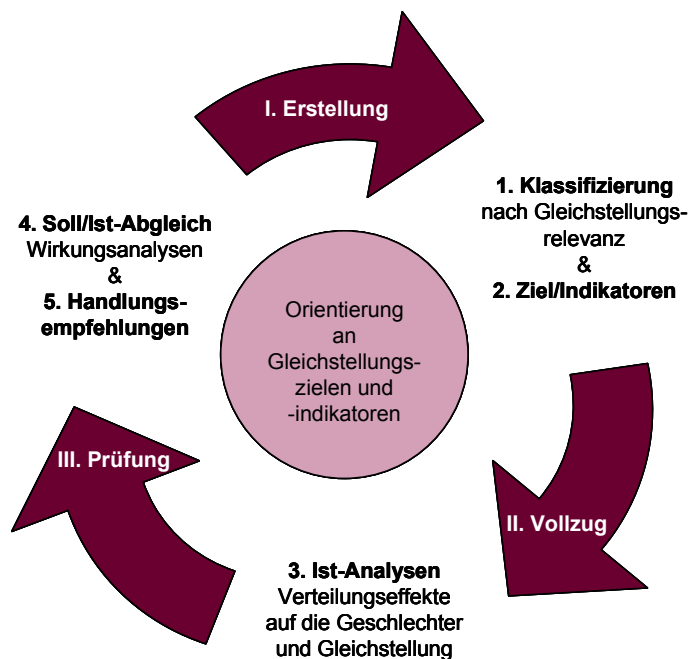 I. Erstellung
1. Klassifizierung
nach Gleichstellungs-
relevanz
&
2. Ziel/Indikatoren
II. Vollzug
3. Ist-Analysen
Verteilungseffekte
auf die Geschlechter
und Gleichstellung
III. Prüfung
4. Soll/Ist-Abgleich
Wirkungsanalysen
&
5. Handlungs-
empfehlungen
Orientierung
an
Gleichstellungs-
zielen und
-indikatoren